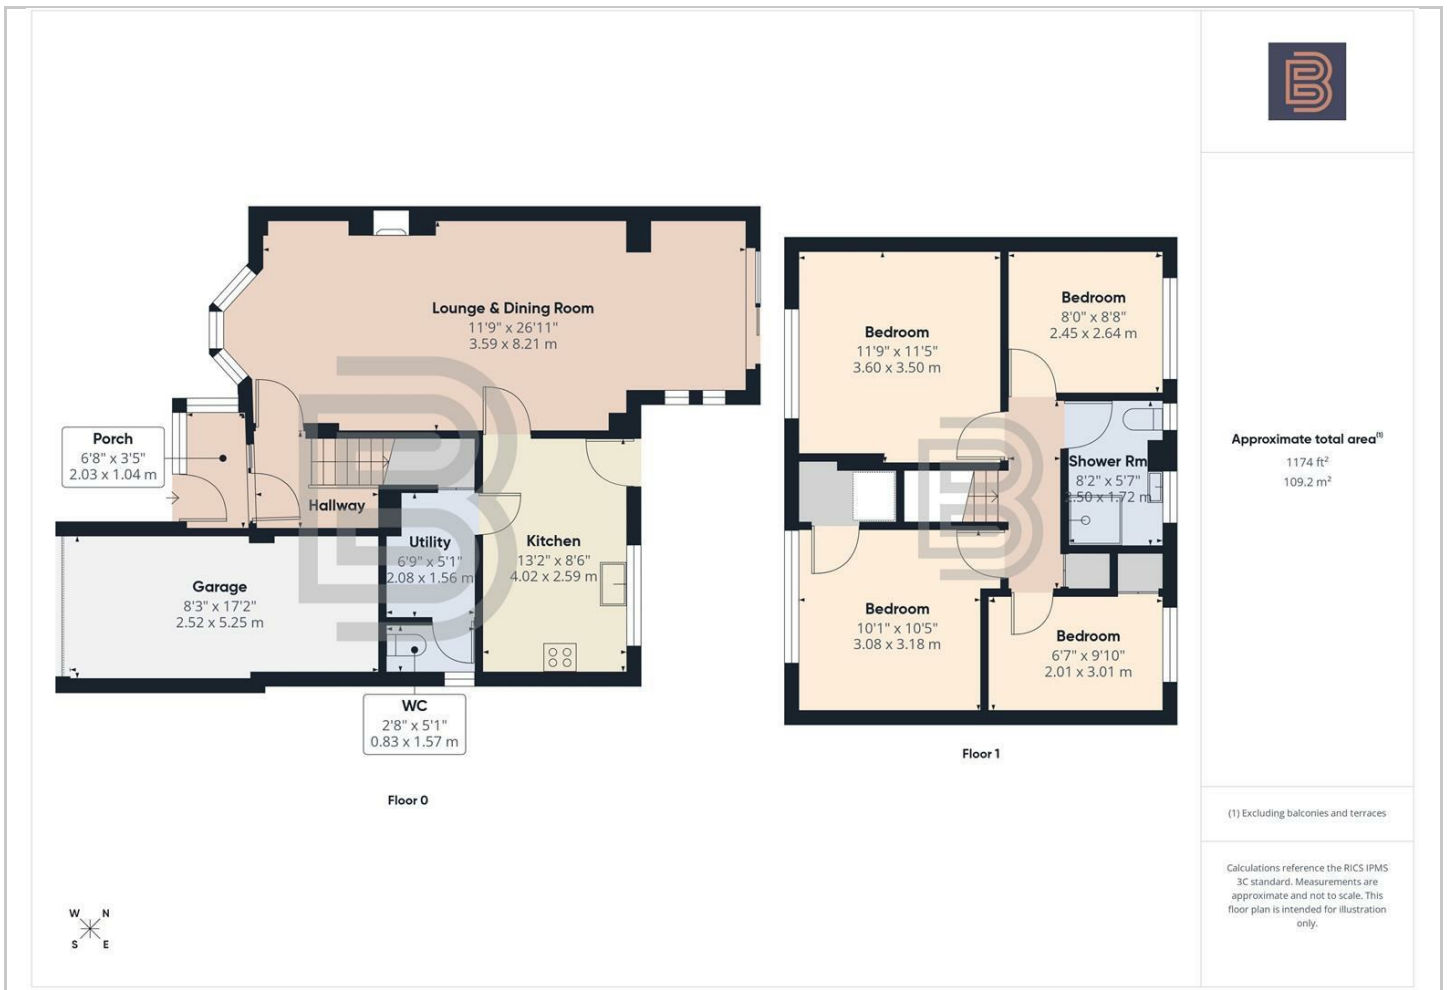 Lounge & Dining Room
11'9" x 26'11"
3.59 x 8.21 m
Porch
6'8" x 3'5"
2.03 x 1.04 m
Hallway
Utility
6'9" x 5'1"
2.08 x 1.56 m
Kitchen
13'2" x 8'6"
4.02 x 2.59 m
Garage
8'3" x 17'2"
2.52 x 5.25 m
WC
2'8" x 5'1"
0.83 x 1.57 m
Floor 0
Bedroom
11'9" x 11'5"
3.60 x 3.50 m
Bedroom
8'0" x 8'8"
2.45 x 2.64 m
Shower Rm
8'2" x 5'7"
2.50 x 1.72 m
Bedroom
10'1" x 10'5"
3.08 x 3.18 m
Bedroom
6'7" x 9'10"
2.01 x 3.01 m
Floor 1
W N
S E
B
Approximate total area(1)
1174 ft²
109.2 m²
(1) Excluding balconies and terraces
Calculations reference the RICS IPMS
3C standard. Measurements are
approximate and not to scale. This
floor plan is intended for illustration
only.